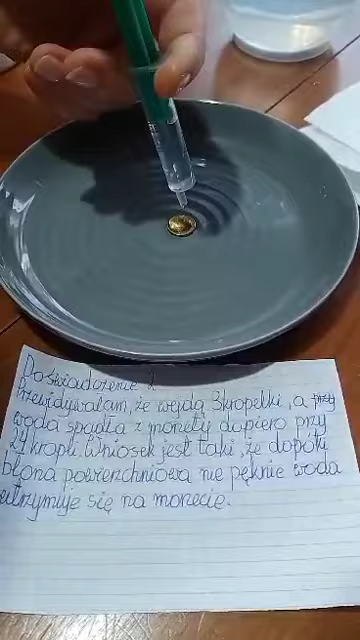 Doświadczenie 2
Przewidywałam, że wejdą 3 kropelki, a przy
woda spadła z monety dopiero przy
24 kropli. Wniosek jest taki, że dopóki
błona powierzchniowa nie pęknie woda
utrzymuje się na monecie.